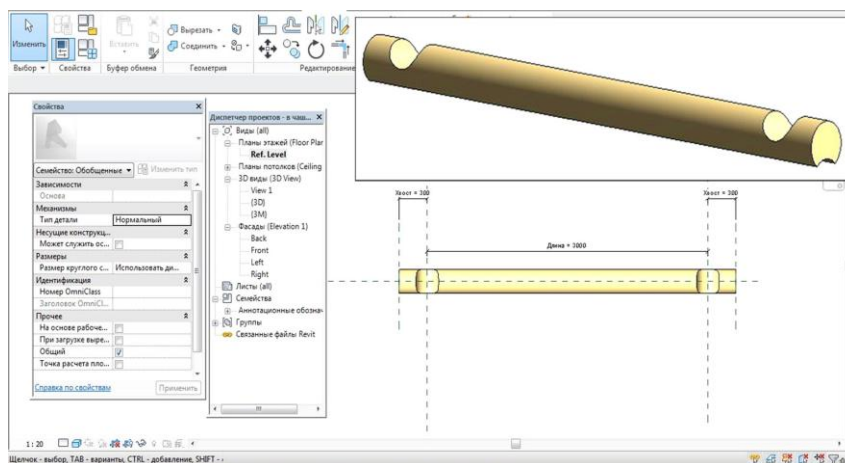 Изменить
Вставить
Вырезать
Соединить
Выбор
Свойства
Буфер обмена
Геометрия
Редактирование
Свойства
Семейство: Обобщенные
Изменить тип
Зависимости
Основа
Механизмы
Тип детали Нормальный
Несущие конструкц...
Может служить ос...
Размеры
Размер круглого с... Использовать ди...
Идентификация
Номер OmniClass
Заголовок OmniCl...
Прочее
На основе рабоче...
При загрузке выре...
Общий
Точка расчета пло...
Справка по свойствам
Применить
Диспетчер проектов - в чаш...
Виды (all)
Планы этажей (Floor Plan
Ref. Level
Планы потолков (Ceiling
3D виды (3D View)
View 1
(3D)
(3М)
Фасады (Elevation 1)
Back
Front
Left
Right
Листы (all)
Семейства
Аннотационные обознач
Группы
Связанные файлы Revit
Хвост = 300
Хвост = 300
Длина = 3000
1 : 20
Щелчок - выбор, TAB - варианты, CTRL - добавление, SHIFT -